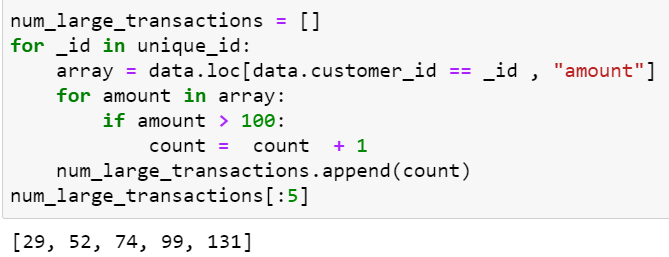 num_large_transactions = []
for _id in unique_id:
    array = data.loc[data.customer_id == _id , "amount"]
    for amount in array:
        if amount > 100:
            count =  count  + 1
    num_large_transactions.append(count)
num_large_transactions[:5]
[29, 52, 74, 99, 131]